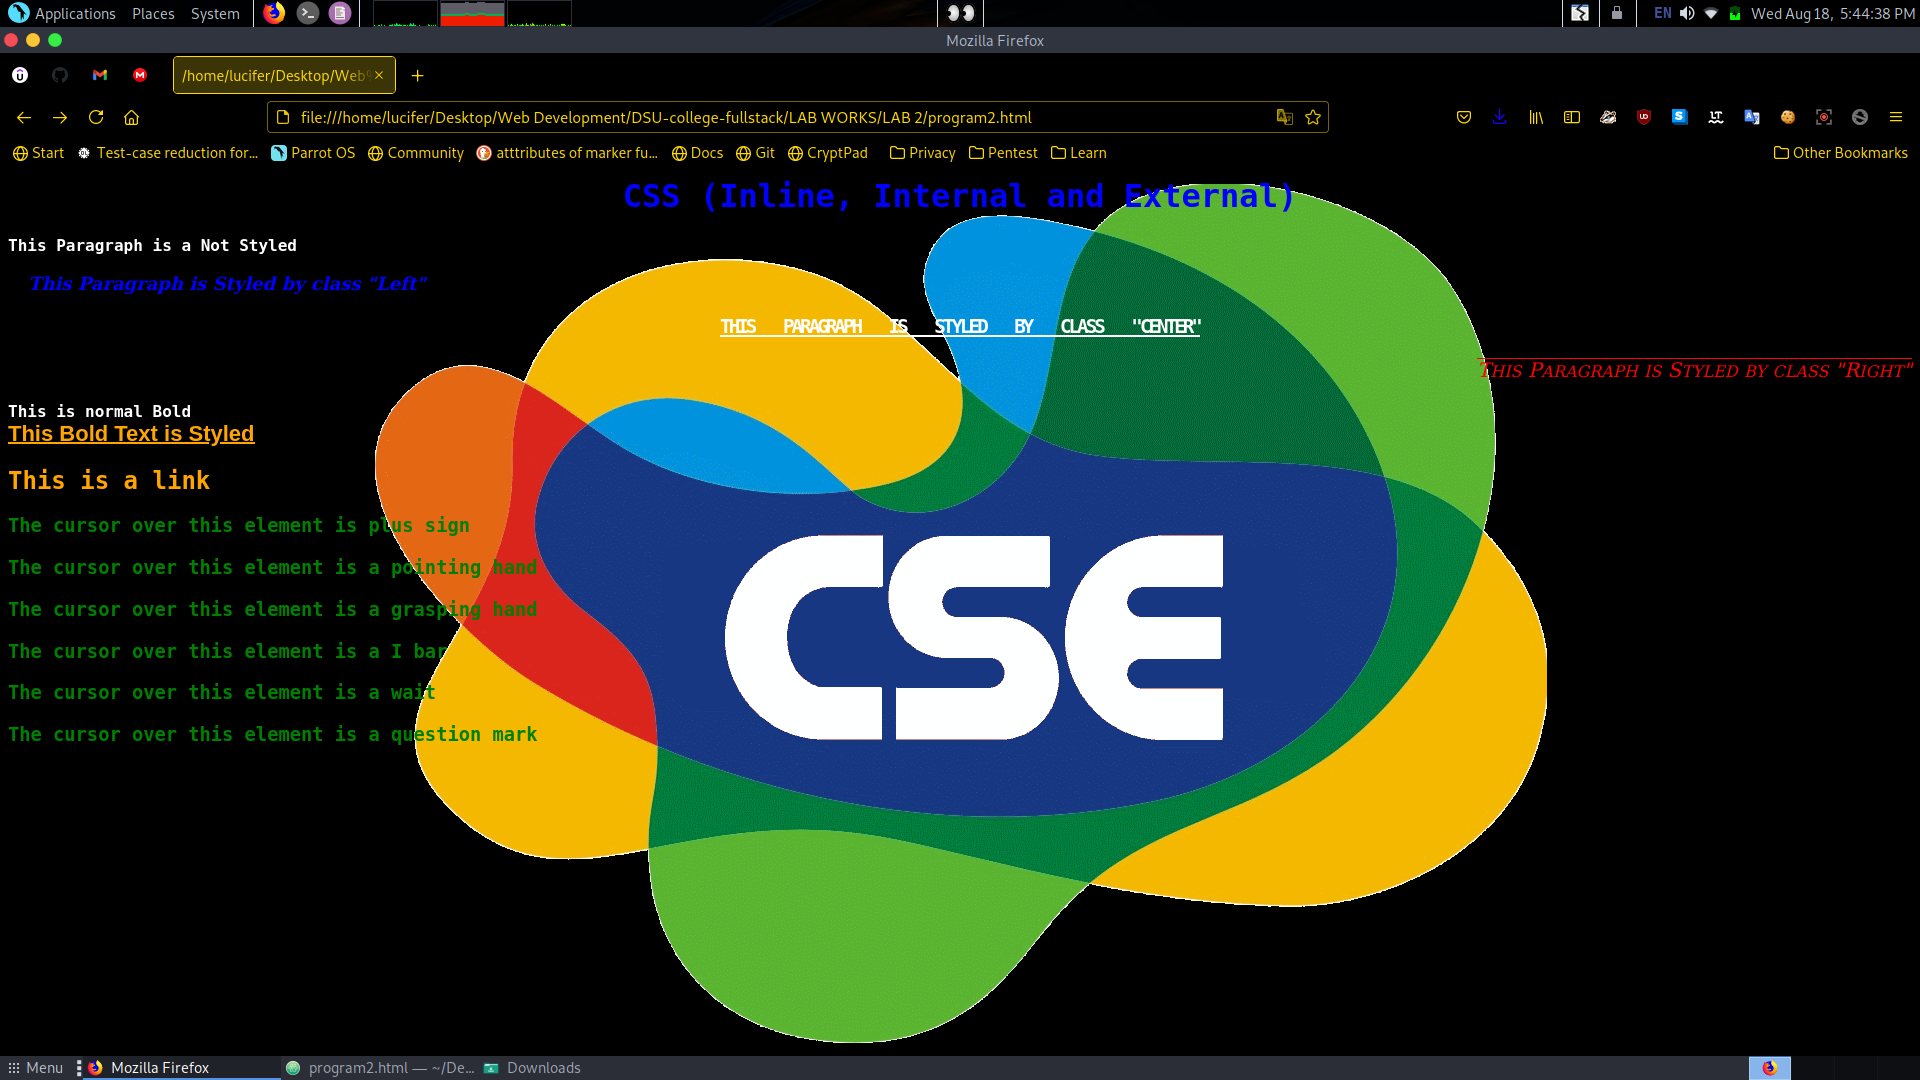 Applications Places System EN Wed Aug 18, 5:44:38 PM
Mozilla Firefox
/home/lucifer/Desktop/Web
file:///home/lucifer/Desktop/Web Development/DSU-college-fullstack/LAB WORKS/LAB 2/program2.html
Start Test-case reduction for... Parrot OS Community atttributes of marker fu... Docs Git CryptPad Privacy Pentest Learn Other Bookmarks
CSS (Inline, Internal and External)
This Paragraph is a Not Styled
This Paragraph is Styled by class "Left"
THIS PARAGRAPH IS STYLED BY CLASS "CENTER"
This Paragraph is Styled by class "Right"
This is normal Bold
This Bold Text is Styled
This is a link
The cursor over this element is plus sign
The cursor over this element is a pointing hand
The cursor over this element is a grasping hand
The cursor over this element is a I bar
The cursor over this element is a wait
The cursor over this element is a question mark
CSE
Menu Mozilla Firefox program2.html — ~/De... Downloads